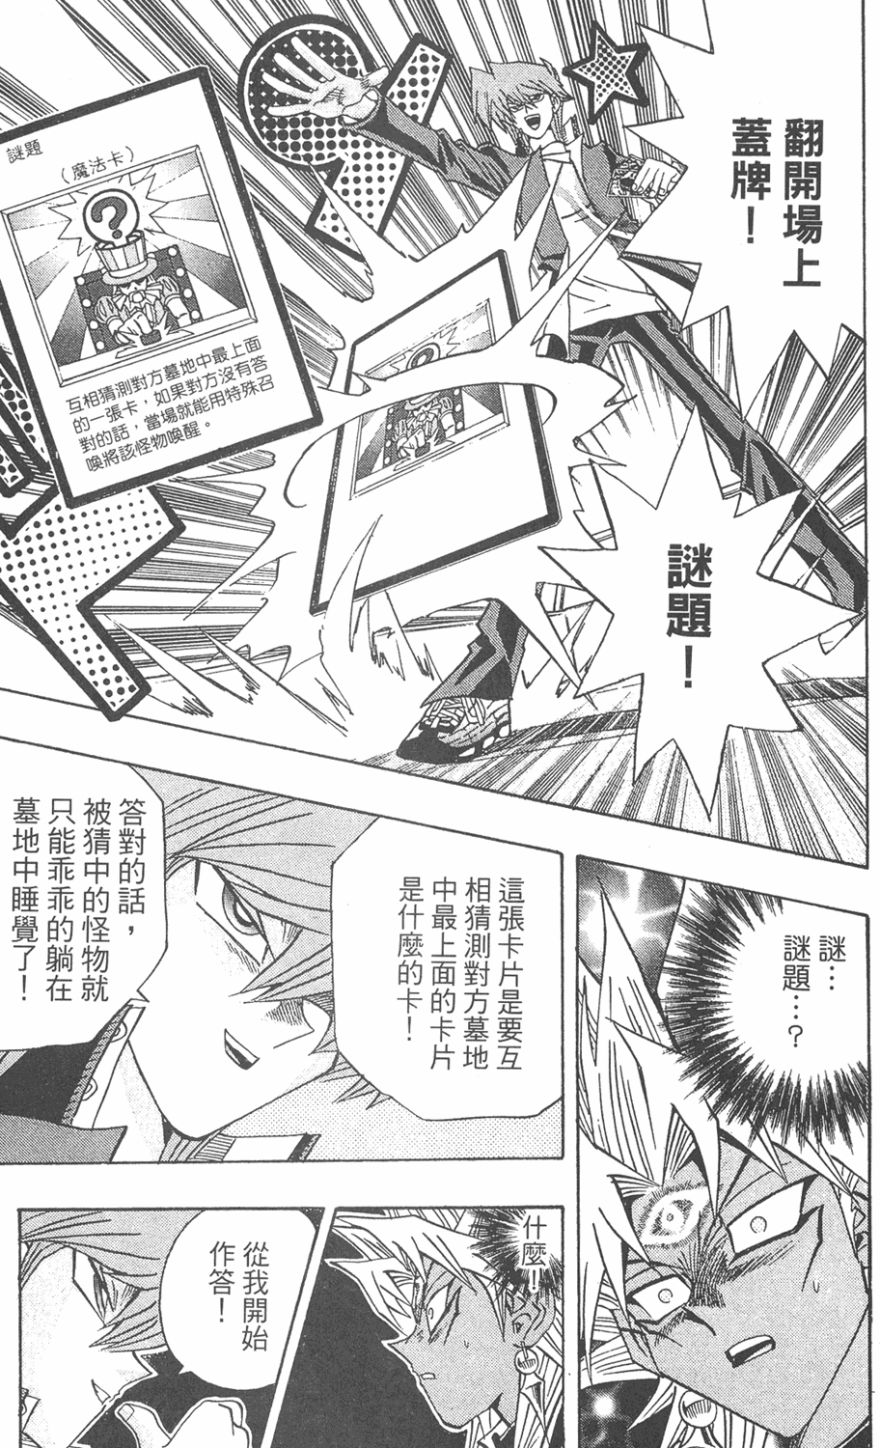 翻開場上
蓋牌！
謎題
（魔法卡）
？
互相猜測對方墓地中最上面
的一張卡，如果對方沒有答
對的話，當場就能用特殊召
喚將該怪物喚醒。
謎題！
謎…
謎題…？
這張卡片是要互
相猜測對方墓地
中最上面的卡片
是什麼的卡！
答對的話，
被猜中的怪物就
只能乖乖的躺在
墓地中睡覺了！
什麼！
從我開始
作答！